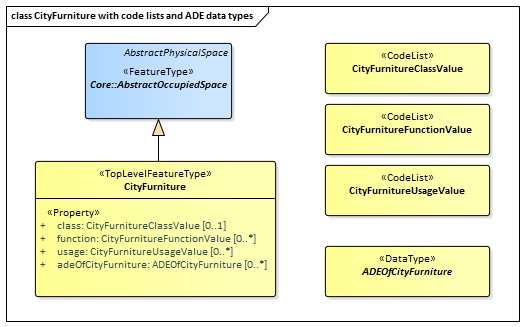 class CityFurniture with code lists and ADE data types
AbstractPhysicalSpace
«FeatureType»
Core::AbstractOccupiedSpace
«TopLevelFeatureType»
CityFurniture
«Property»
+ class: CityFurnitureClassValue [0..1]
+ function: CityFurnitureFunctionValue [0..*]
+ usage: CityFurnitureUsageValue [0..*]
+ adeOfCityFurniture: ADEOfCityFurniture [0..*]
«CodeList»
CityFurnitureClassValue
«CodeList»
CityFurnitureFunctionValue
«CodeList»
CityFurnitureUsageValue
«DataType»
ADEOfCityFurniture